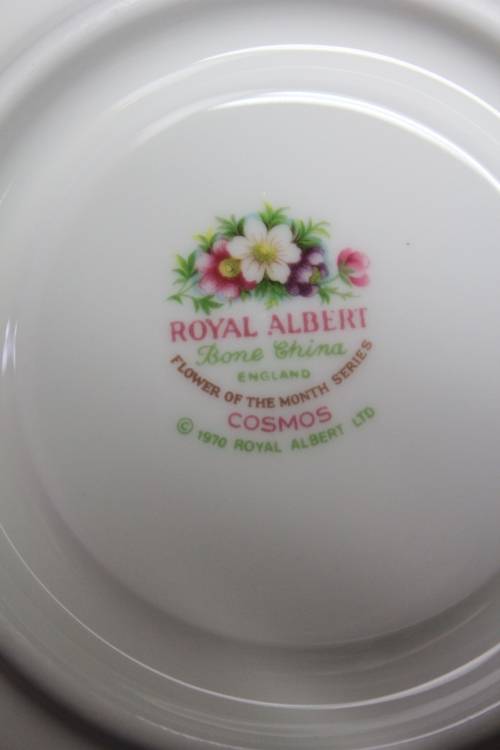 ROYAL ALBERT
Bone China
ENGLAND
FLOWER OF THE MONTH SERIES
COSMOS
© 1970 ROYAL ALBERT LTD